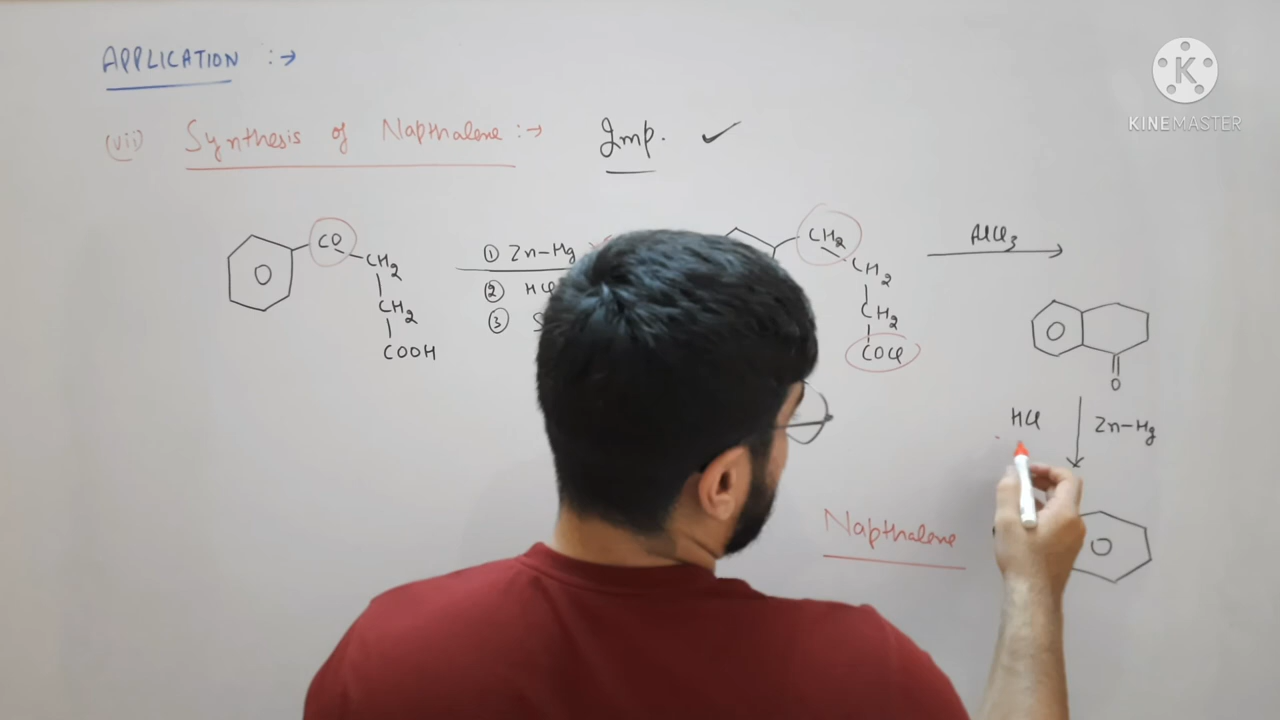 APPLICATION :→
(vii) Synthesis of Napthalene :→ Imp. ✓
K
KINEMASTER
CO
CH2
CH2
COOH
① Zn-Hg
② HCl
③ S
CH2
CH2
CH2
COCl
AlCl3
O
HCl
Zn-Hg
Napthalene